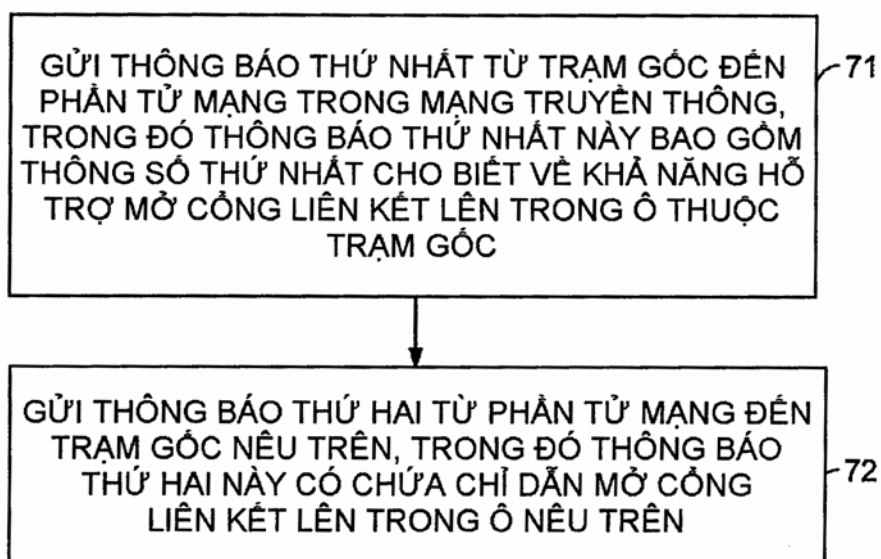 GỬI THÔNG BÁO THỨ NHẤT TỪ TRẠM GỐC ĐẾN
PHẦN TỬ MẠNG TRONG MẠNG TRUYỀN THÔNG,
TRONG ĐÓ THÔNG BÁO THỨ NHẤT NÀY BAO GỒM
THÔNG SỐ THỨ NHẤT CHO BIẾT VỀ KHẢ NĂNG HỖ
TRỢ MỞ CỔNG LIÊN KẾT LÊN TRONG Ô THUỘC
TRẠM GỐC
71
GỬI THÔNG BÁO THỨ HAI TỪ PHẦN TỬ MẠNG ĐẾN
TRẠM GỐC NÊU TRÊN, TRONG ĐÓ THÔNG BÁO
THỨ HAI NÀY CÓ CHỨA CHỈ DẪN MỞ CỔNG
LIÊN KẾT LÊN TRONG Ô NÊU TRÊN
72